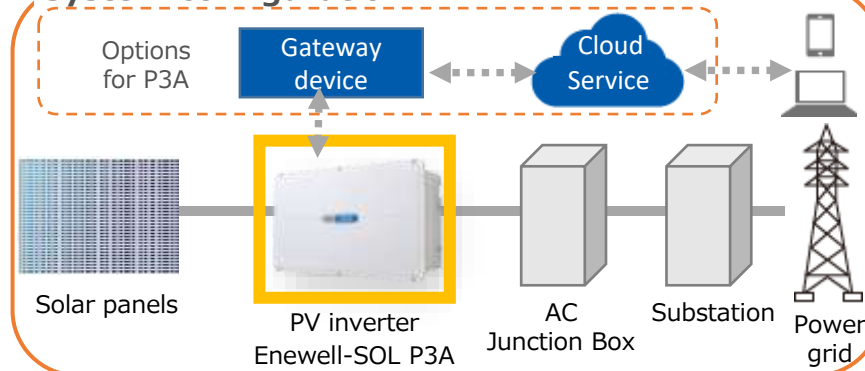 Options
for P3A
Gateway
device
Cloud
Service
Solar panels
PV inverter
Enewell-SOL P3A
AC
Junction Box
Substation
Power
grid